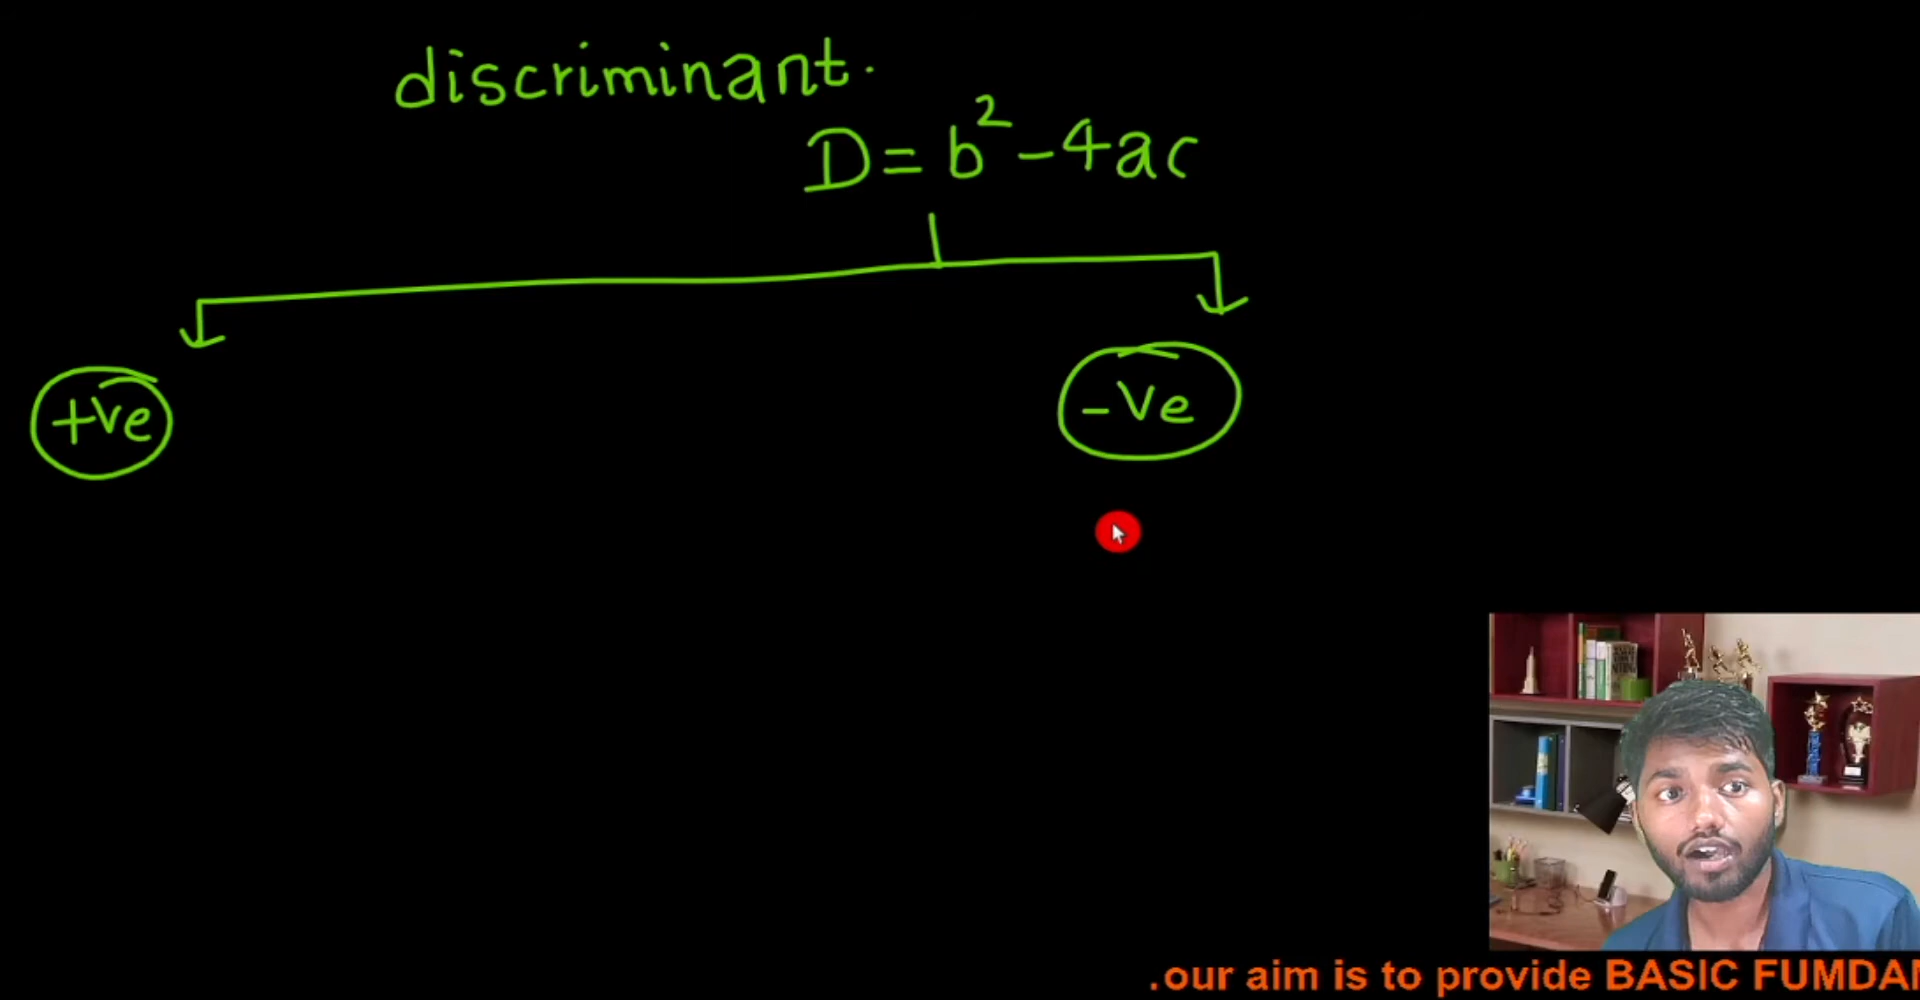 discriminant.
D = b² - 4ac
+ve
-ve
.our aim is to provide BASIC FUMDA